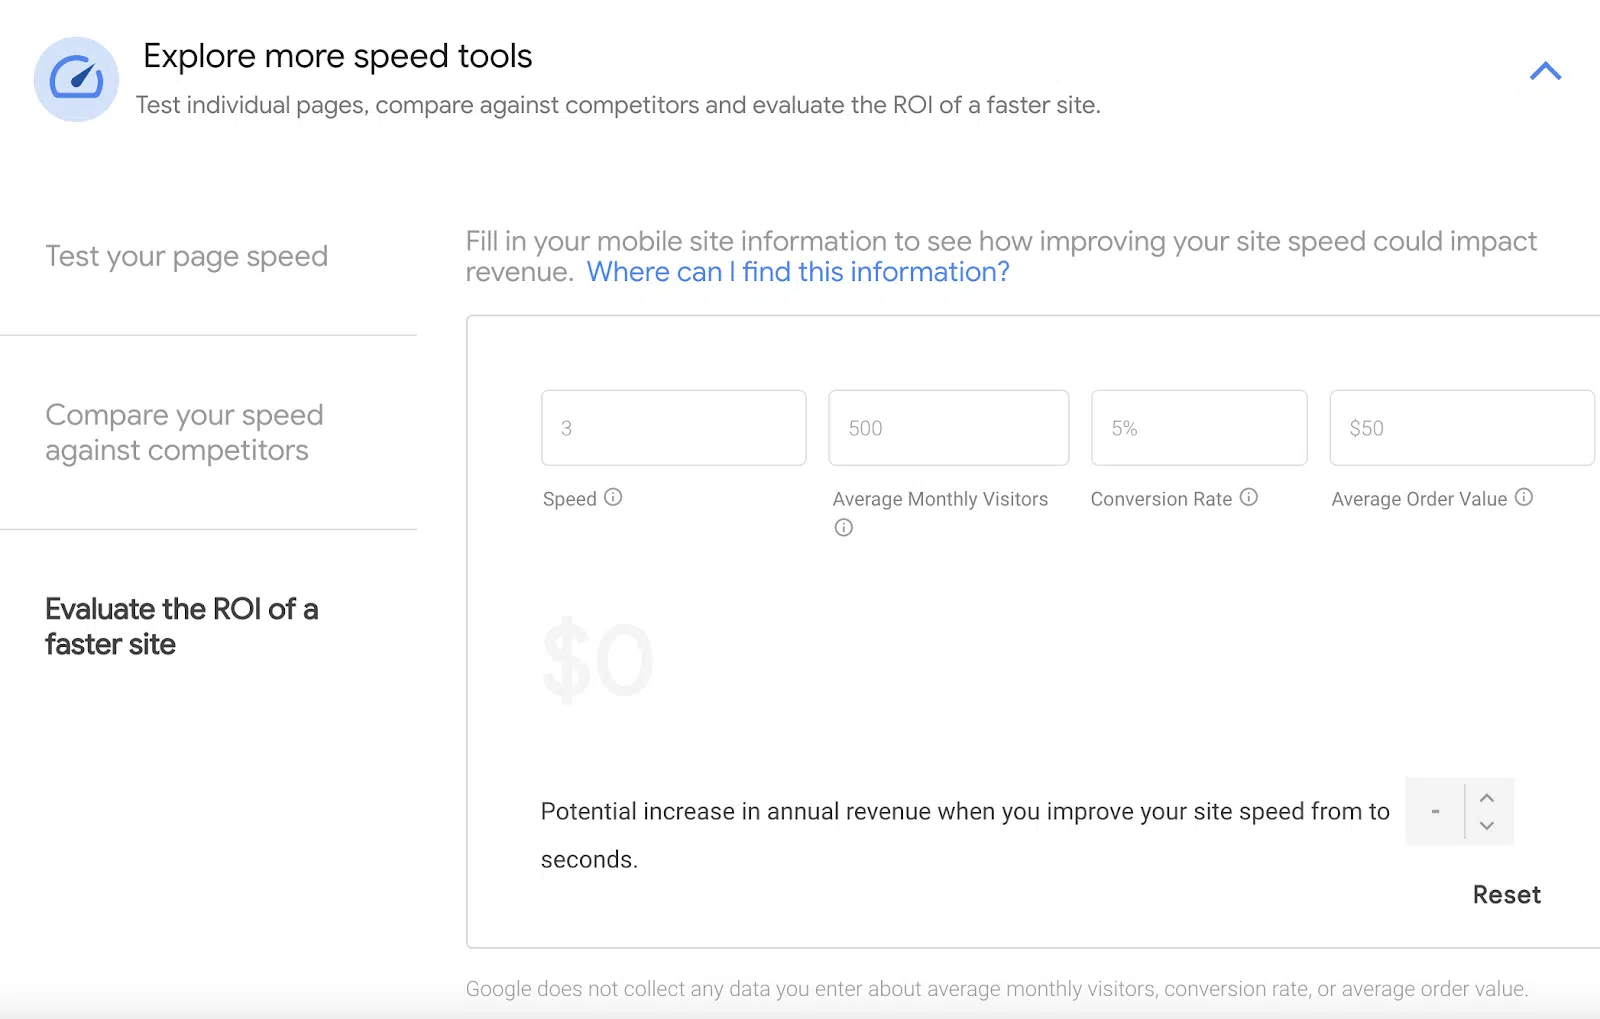 Explore more speed tools
Test individual pages, compare against competitors and evaluate the ROI of a faster site.
Test your page speed
Compare your speed
against competitors
Evaluate the ROI of a
faster site
Fill in your mobile site information to see how improving your site speed could impact
revenue. Where can I find this information?
3
500
5%
$50
Speed
Average Monthly Visitors
Conversion Rate
Average Order Value
$0
Potential increase in annual revenue when you improve your site speed from to
-
seconds.
Reset
Google does not collect any data you enter about average monthly visitors, conversion rate, or average order value.